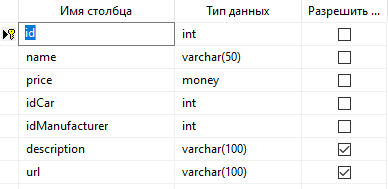 Имя столбца Тип данных Разрешить ...
id int
name varchar(50)
price money
idCar int
idManufacturer int
description varchar(100)
url varchar(100)